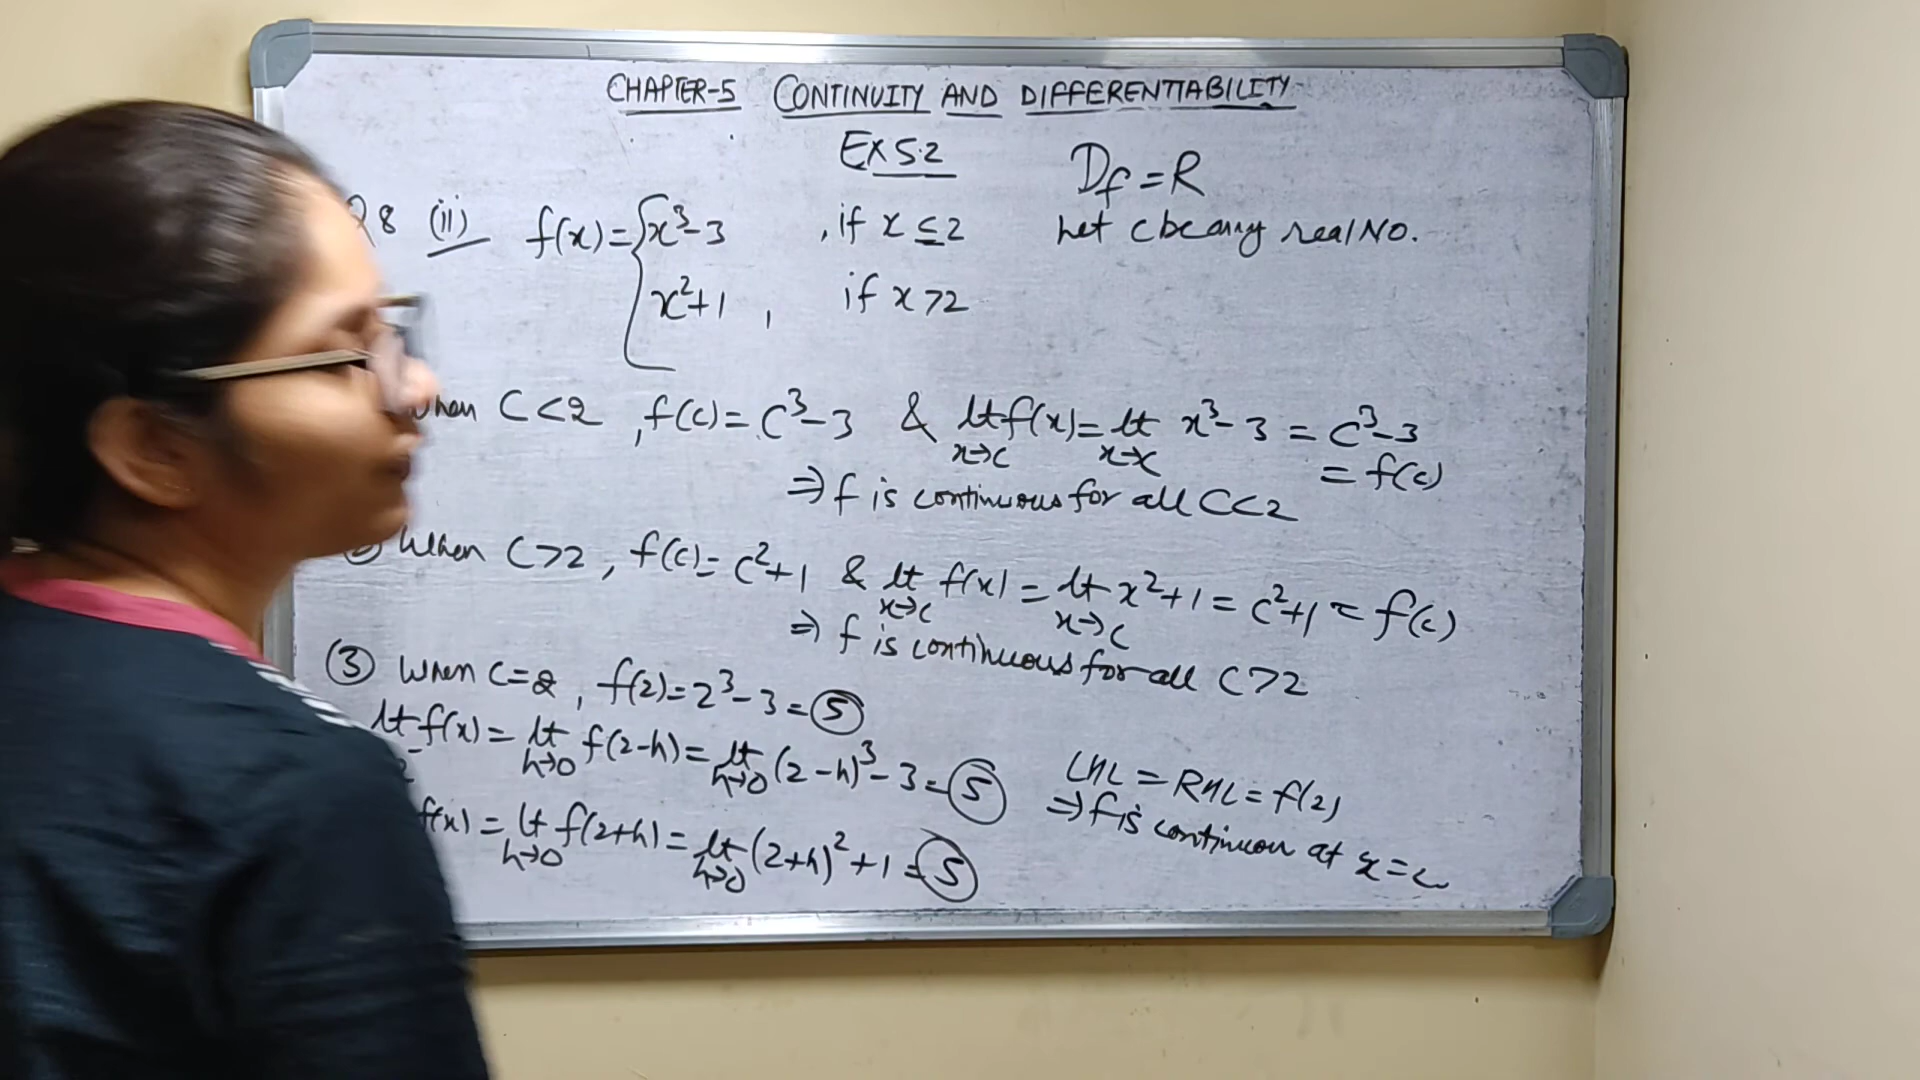 CHAPTER-5 CONTINUITY AND DIFFERENTIABILITY
EX 5.2
Df = R
8 (ii) f(x) = { x³-3 , if x ≤ 2
x²+1 , if x > 2
Let c be any real No.
when C<2 , f(c) = c³-3 & lt x→c f(x) = lt x→c x³-3 = c³-3
= f(c)
⇒ f is continuous for all C<2
When C>2 , f(c) = c²+1 & lt x→c f(x) = lt x→c x²+1 = c²+1 = f(c)
⇒ f is continuous for all C>2
③ When C=2 , f(2) = 2³-3 = 5
lt f(x) = lt h→0 f(2-h) = lt h→0 (2-h)³-3 = 5
f(x) = lt h→0 f(2+h) = lt h→0 (2+h)²+1 = 5
LHL = RHL = f(2)
⇒ f is continuou at x=